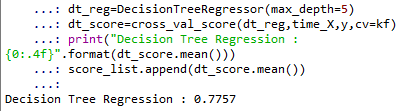 ...: dt_reg=DecisionTreeRegressor(max_depth=5)
...: dt_score=cross_val_score(dt_reg,time_X,y,cv=kf)
...: print("Decision Tree Regression :
{0:.4f}".format(dt_score.mean()))
...: score_list.append(dt_score.mean())
...:
Decision Tree Regression : 0.7757